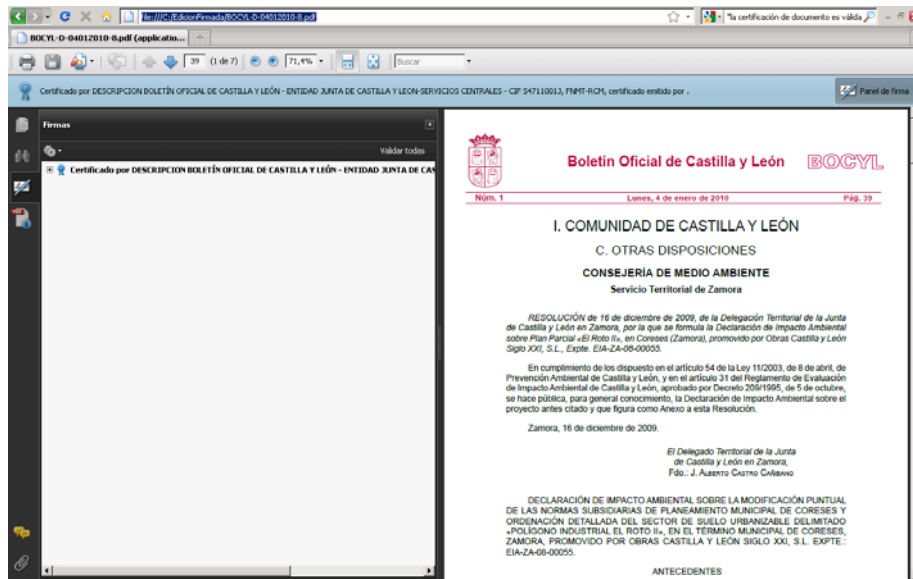 file:///C:/EdicionFirmada/BOCYL-D-04012010-8.pdf
"la certificación de documento es válida
BOCYL-D-04012010-8.pdf (applicatio...
39 (1 de 7) 71,4% Buscar
Certificado por DESCRIPCION BOLETÍN OFICIAL DE CASTILLA Y LEÓN - ENTIDAD JUNTA DE CASTILLA Y LEON-SERVICIOS CENTRALES - CIF S4711001J, FNMT-RCM, certificado emitido por .
Panel de firma
Firmas
Validar todas
Certificado por DESCRIPCION BOLETÍN OFICIAL DE CASTILLA Y LEÓN - ENTIDAD JUNTA DE CAS
Boletín Oficial de Castilla y León BOCYL
Núm. 1 Lunes, 4 de enero de 2010 Pág. 39
I. COMUNIDAD DE CASTILLA Y LEÓN
C. OTRAS DISPOSICIONES
CONSEJERÍA DE MEDIO AMBIENTE
Servicio Territorial de Zamora
RESOLUCIÓN de 16 de diciembre de 2009, de la Delegación Territorial de la Junta
de Castilla y León en Zamora, por la que se formula la Declaración de Impacto Ambiental
sobre Plan Parcial «El Roto II», en Coreses (Zamora), promovido por Obras Castilla y León
Siglo XXI, S.L., Expte. EIA-ZA-08-00055.
En cumplimiento de los dispuesto en el artículo 54 de la Ley 11/2003, de 8 de abril, de
Prevención Ambiental de Castilla y León, y en el artículo 31 del Reglamento de Evaluación
de Impacto Ambiental de Castilla y León, aprobado por Decreto 209/1995, de 5 de octubre,
se hace pública, para general conocimiento, la Declaración de Impacto Ambiental sobre el
proyecto antes citado y que figura como Anexo a esta Resolución.
Zamora, 16 de diciembre de 2009.
El Delegado Territorial de la Junta
de Castilla y León en Zamora,
Fdo.: J. Alberto Castro Cañibano
DECLARACIÓN DE IMPACTO AMBIENTAL SOBRE LA MODIFICACIÓN PUNTUAL
DE LAS NORMAS SUBSIDIARIAS DE PLANEAMIENTO MUNICIPAL DE CORESES Y
ORDENACIÓN DETALLADA DEL SECTOR DE SUELO URBANIZABLE DELIMITADO
«POLÍGONO INDUSTRIAL EL ROTO II», EN EL TÉRMINO MUNICIPAL DE CORESES,
ZAMORA, PROMOVIDO POR OBRAS CASTILLA Y LEÓN SIGLO XXI, S.L. EXPTE.:
EIA-ZA-08-00055.
ANTECEDENTES